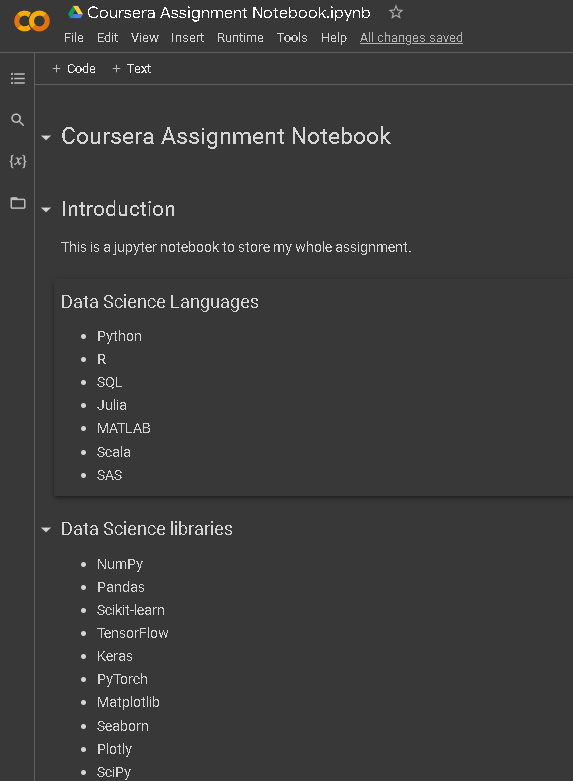 Coursera Assignment Notebook.ipynb
File Edit View Insert Runtime Tools Help All changes saved
+ Code + Text
{x}
Coursera Assignment Notebook
Introduction
This is a jupyter notebook to store my whole assignment.
Data Science Languages
Python
R
SQL
Julia
MATLAB
Scala
SAS
Data Science libraries
NumPy
Pandas
Scikit-learn
TensorFlow
Keras
PyTorch
Matplotlib
Seaborn
Plotly
SciPy